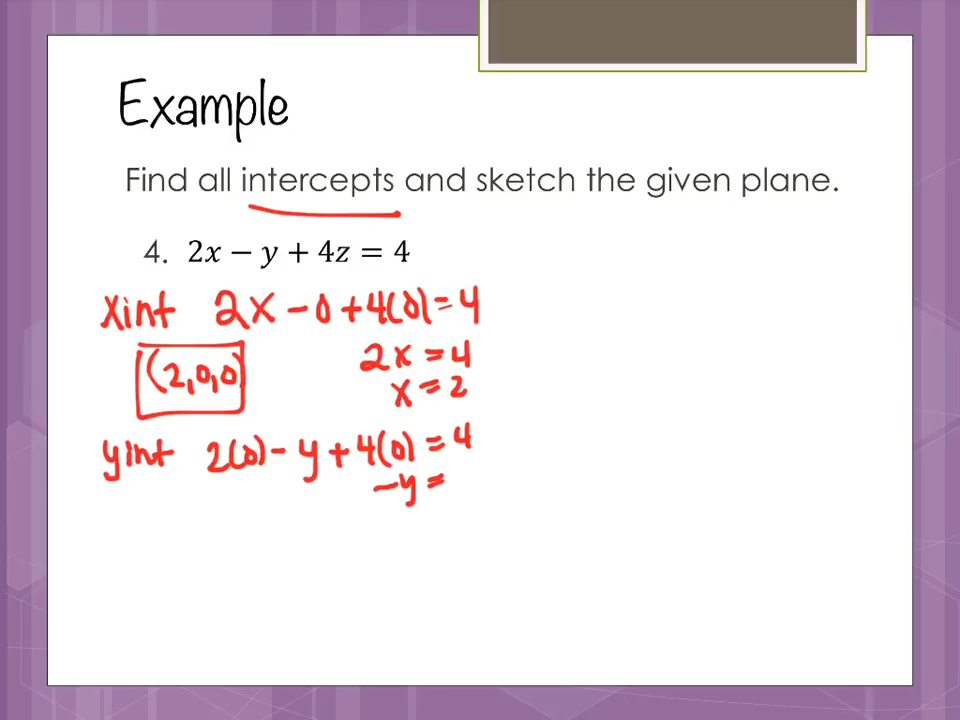 Example
Find all intercepts and sketch the given plane.
4. 2x − y + 4z = 4
Xint 2X - 0 + 4(0) = 4
(2,0,0) 2x = 4
x = 2
yint 2(0) - y + 4(0) = 4
-y =